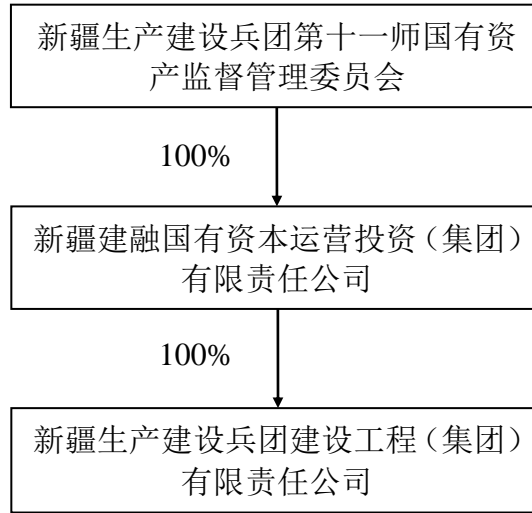 新疆生产建设兵团第十一师国有资
产监督管理委员会
100%
新疆建融国有资本运营投资（集团）
有限责任公司
100%
新疆生产建设兵团建设工程（集团）
有限责任公司